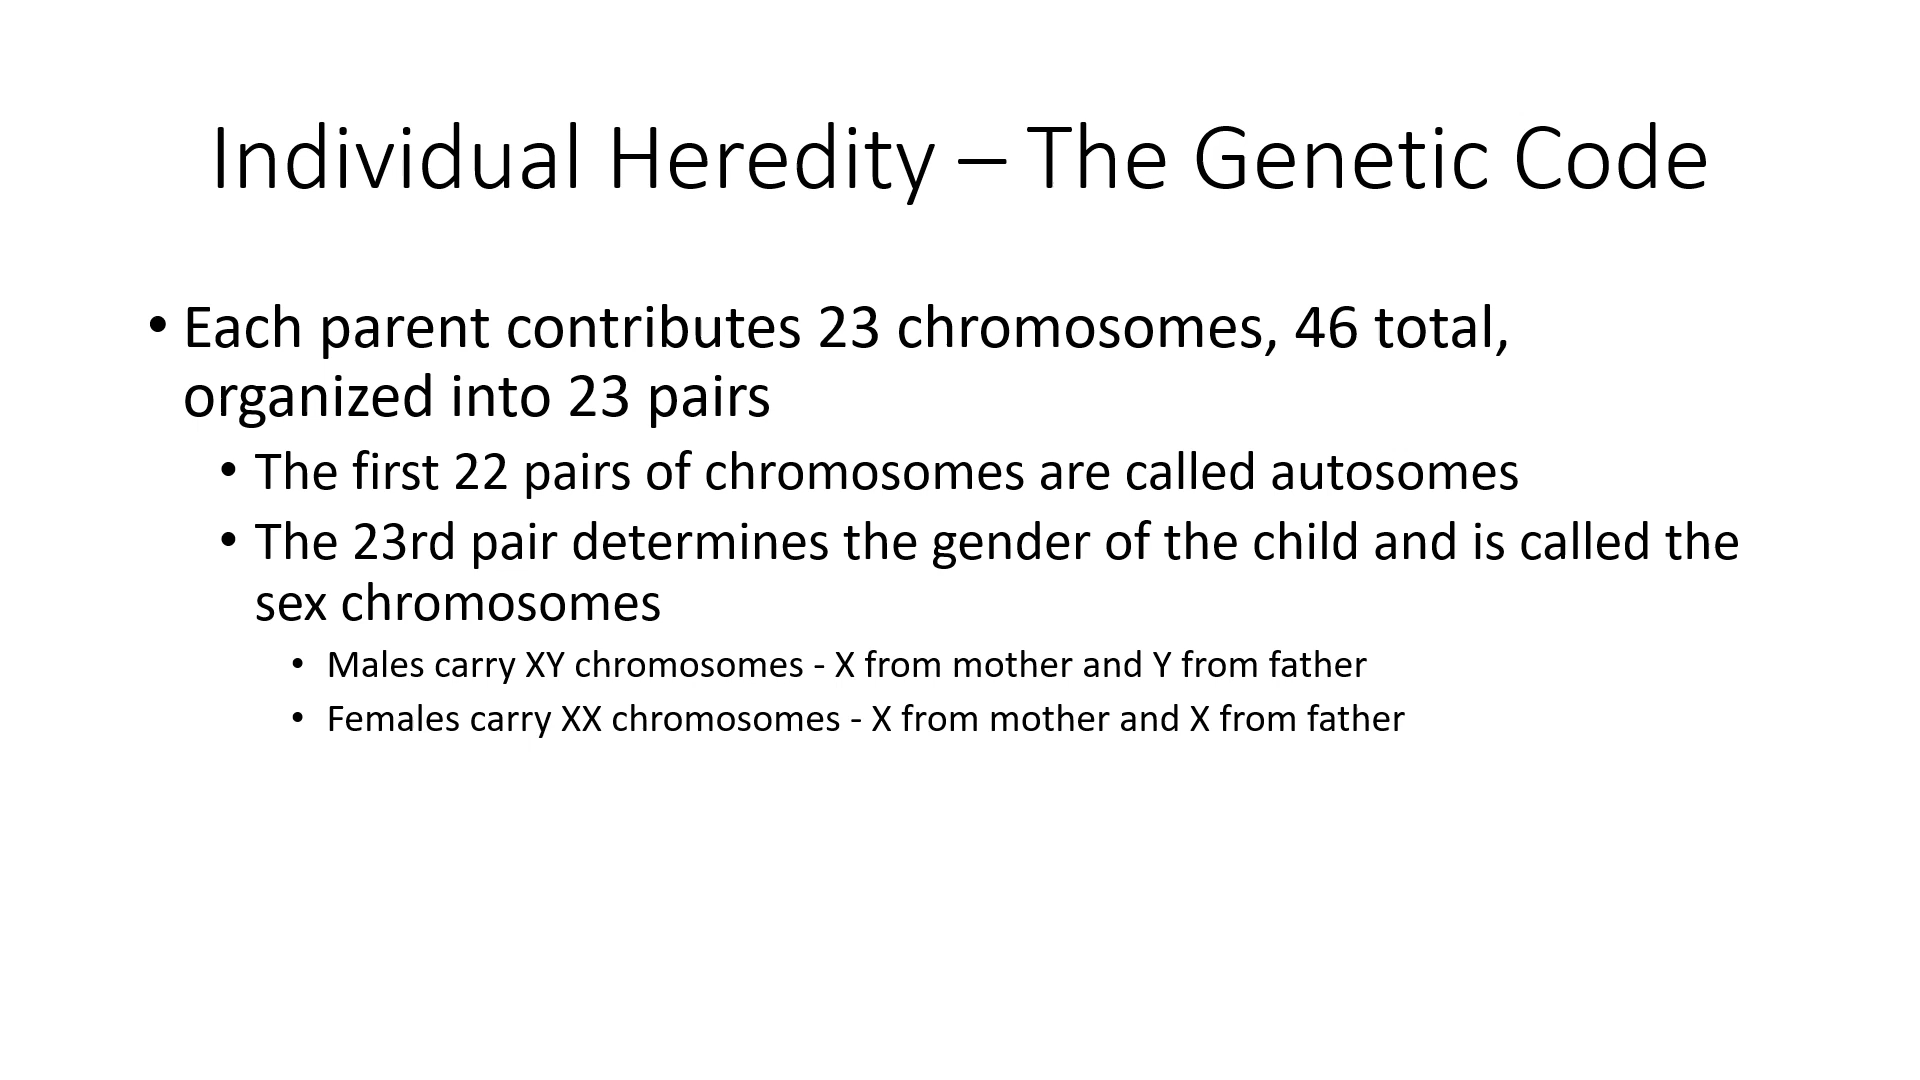 Individual Heredity – The Genetic Code
• Each parent contributes 23 chromosomes, 46 total,
organized into 23 pairs
• The first 22 pairs of chromosomes are called autosomes
• The 23rd pair determines the gender of the child and is called the
sex chromosomes
• Males carry XY chromosomes - X from mother and Y from father
• Females carry XX chromosomes - X from mother and X from father